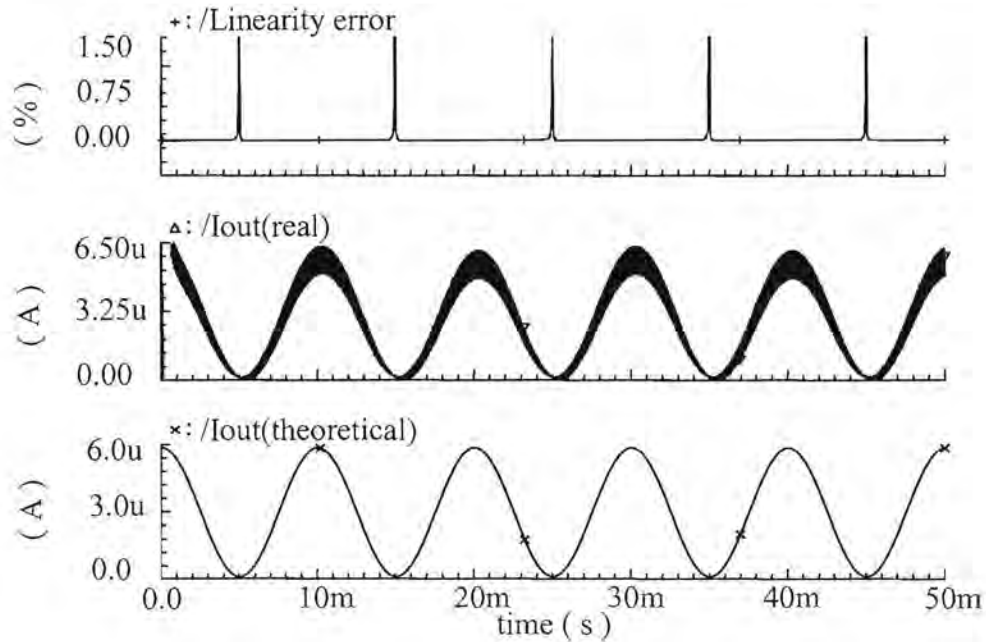 +: /Linearity error
1.50
0.75
0.00
(%)
▵: /Iout(real)
6.50u
3.25u
0.00
(A)
×: /Iout(theoretical)
6.0u
3.0u
0.0
(A)
0.0 10m 20m 30m 40m 50m
time ( s )